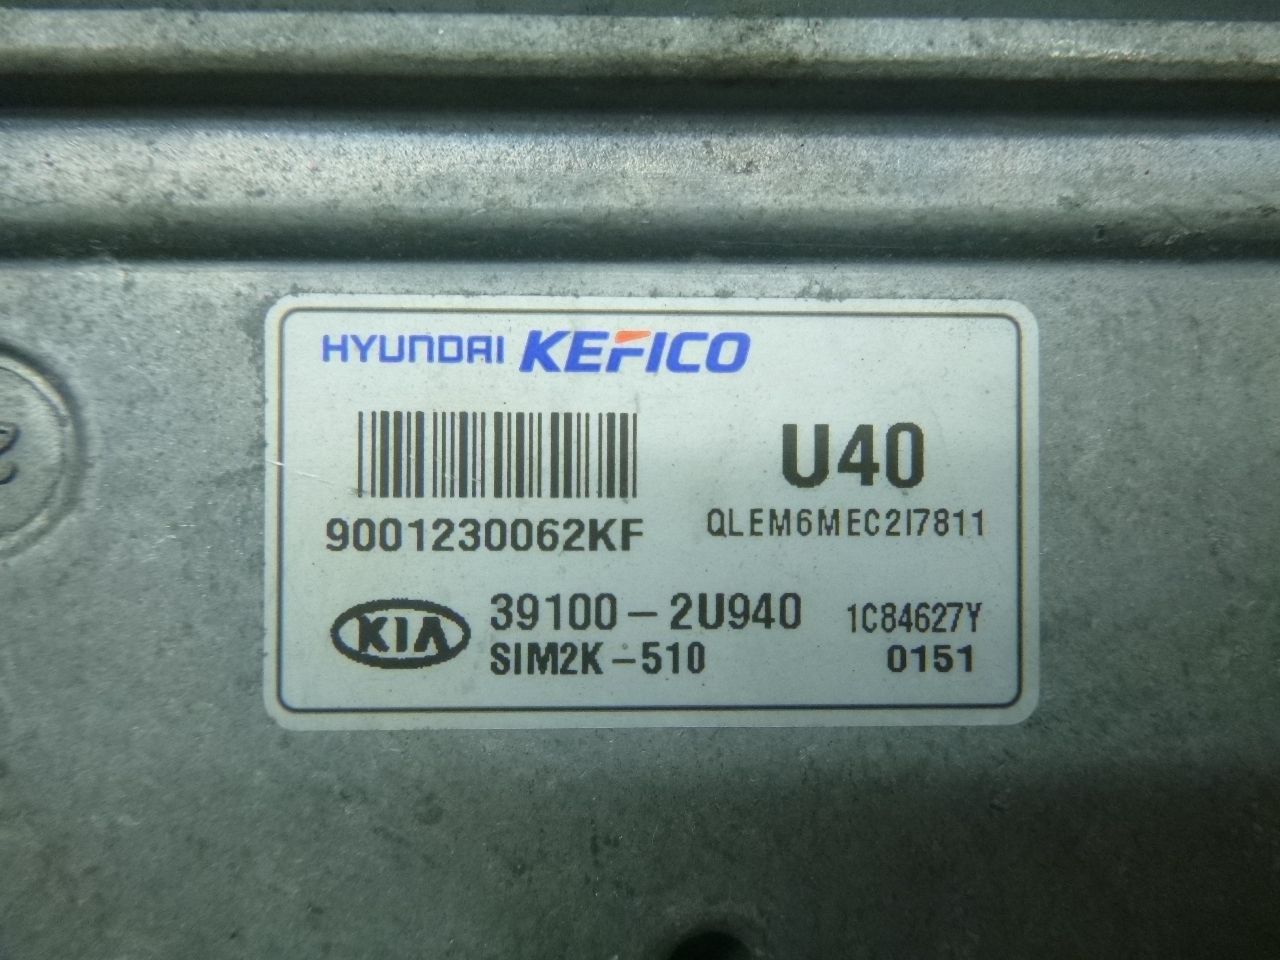 HYUNDAI KEFICO
U40
9001230062KF
QLEM6MEC2I7811
KIA
39100-2U940
1C84627Y
SIM2K-510
0151